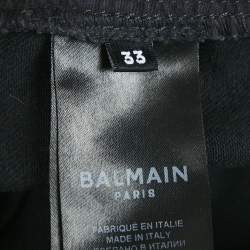 33
BALMAIN
PARIS
FABRIQUÉ EN ITALIE
MADE IN ITALY
СДЕЛАНО В ИТАЛИИ